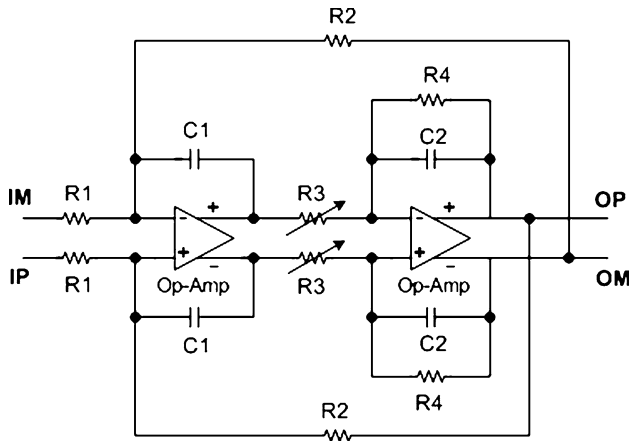 R2
R4
C1
C2
IM
R1
R3
OP
-
+
-
+
+
-
+
-
IP
R1
Op-Amp
R3
Op-Amp
OM
C1
C2
R4
R2